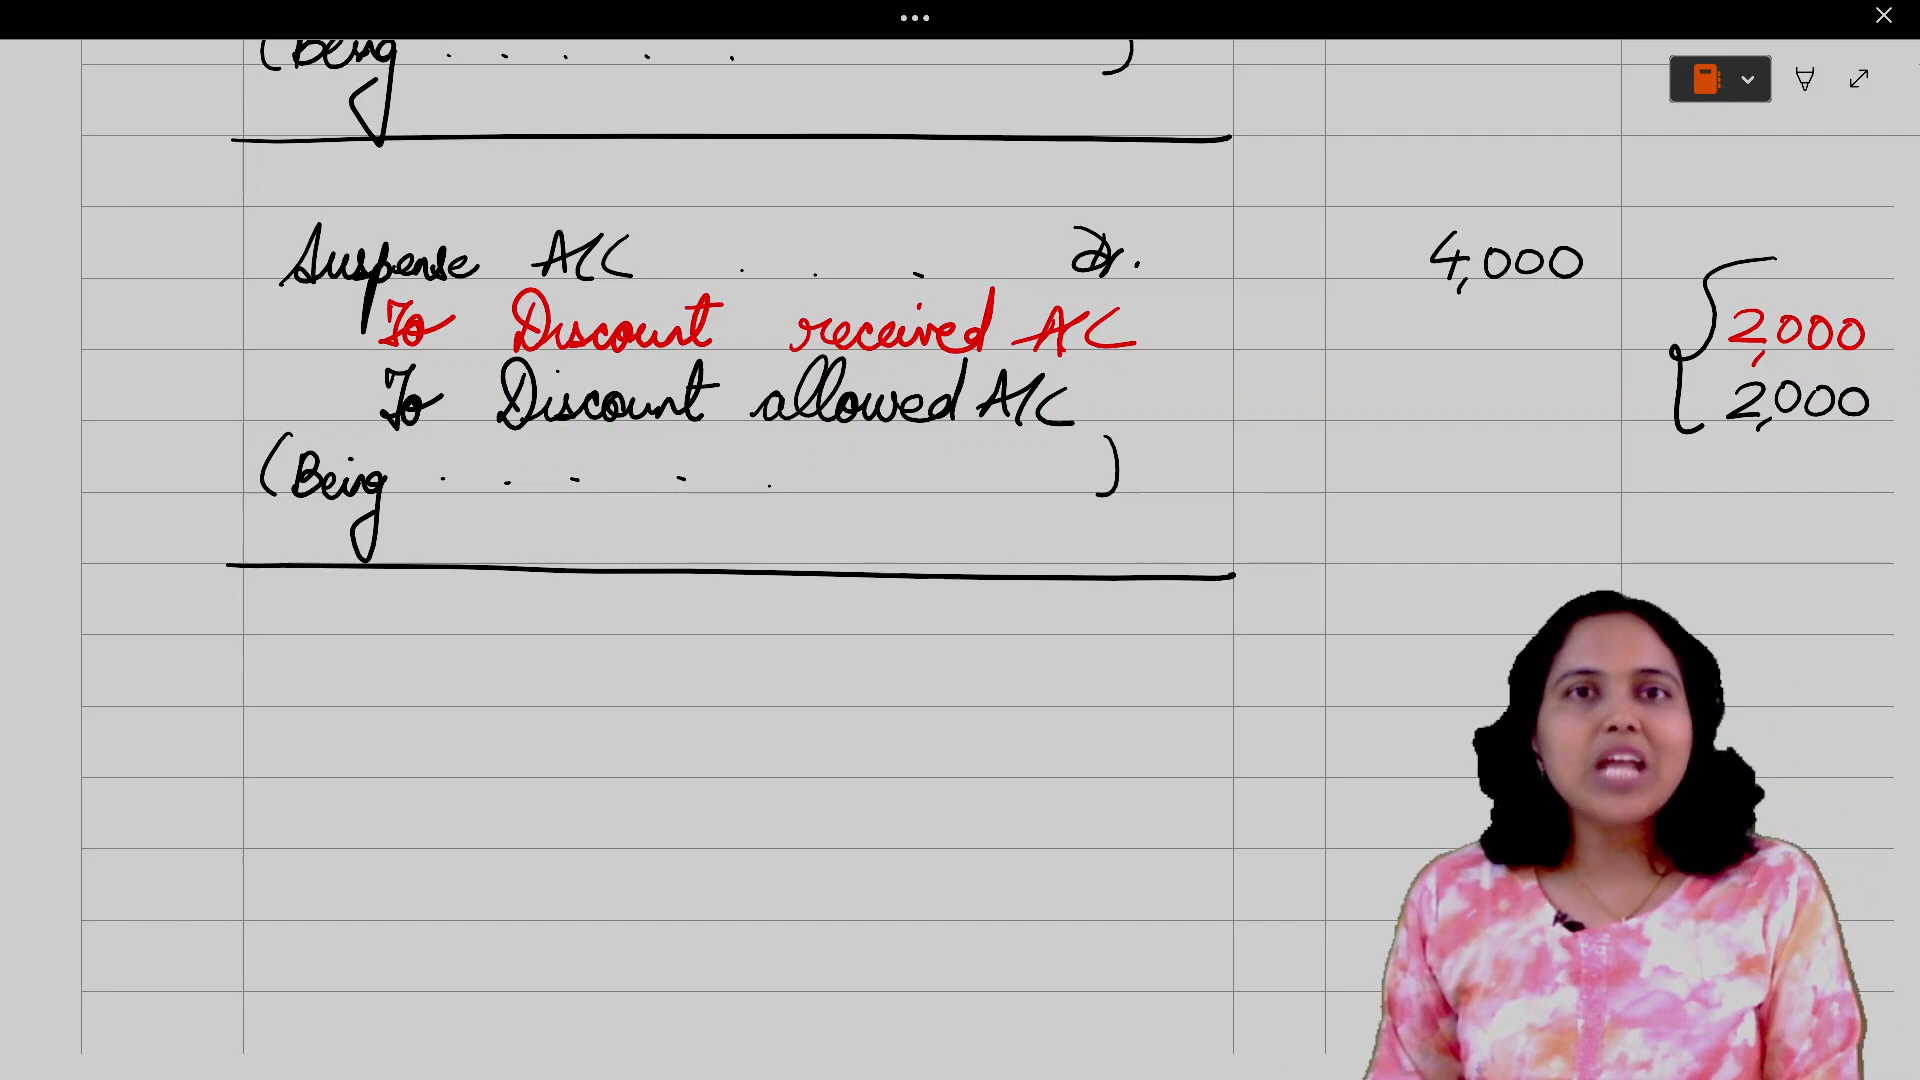 (Being . . . . . )
Suspense A/C . . . dr. 4,000
To Discount received A/C 2,000
To Discount allowed A/C 2,000
(Being . . . . . )